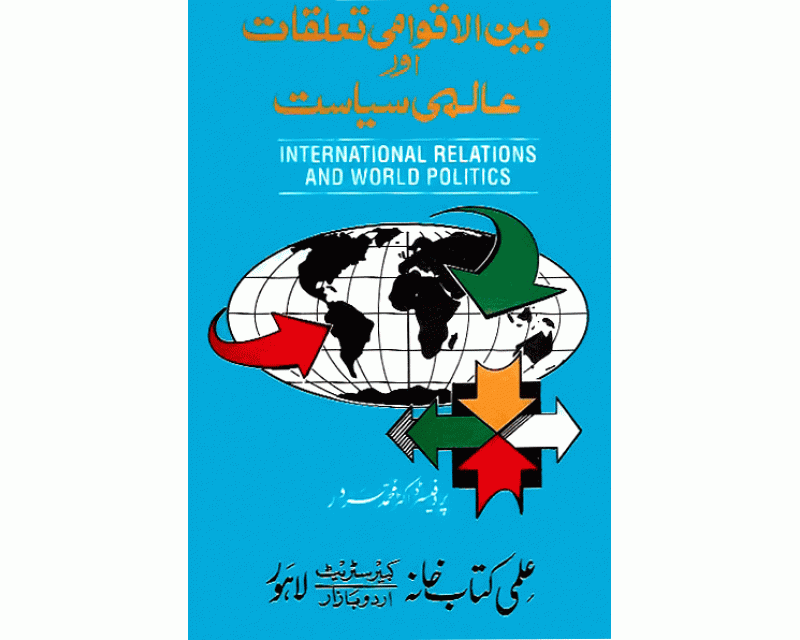 بین الاقوامی تعلقات
اور
عالمی سیاست
INTERNATIONAL RELATIONS
AND WORLD POLITICS
پروفیسر ڈاکٹر محمد سرور
علمی کتاب خانہ کبیر سٹریٹ اردو بازار لاہور